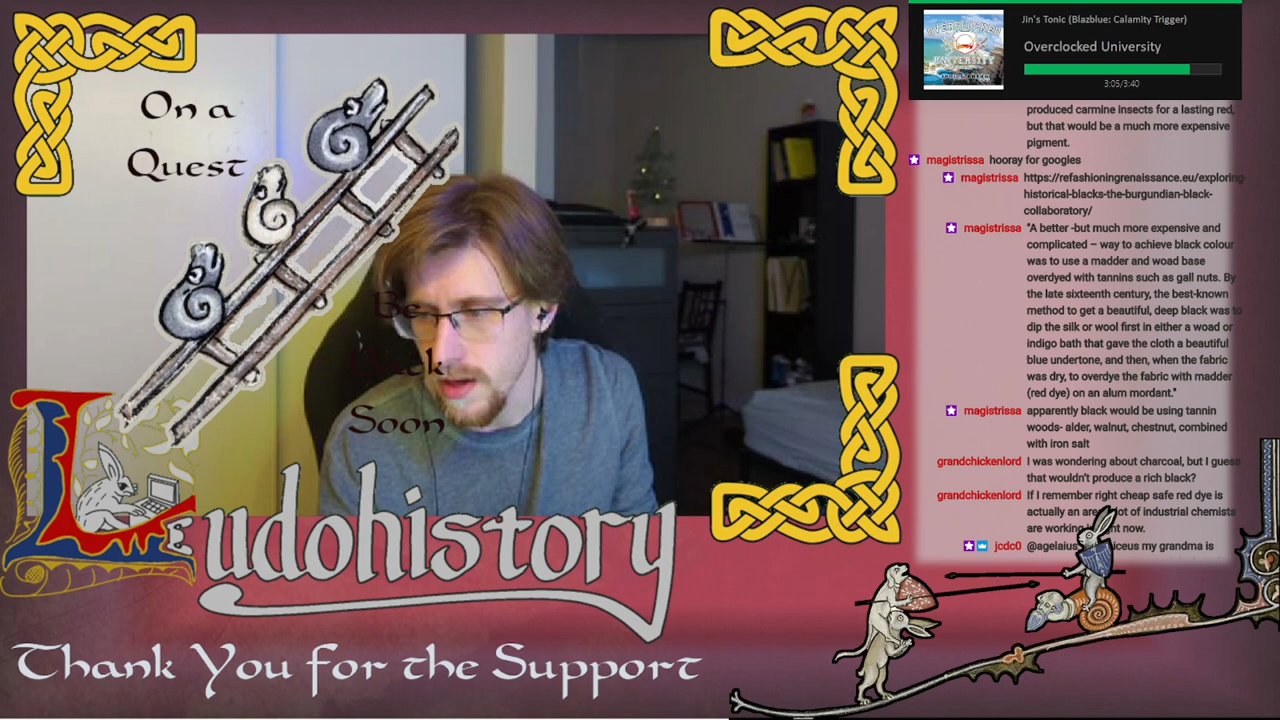 On a
Quest
Be
Back
Soon
Ludohistory
Thank You for the Support
Jin's Tonic (Blazblue: Calamity Trigger)
Overclocked University
3:05/3:40
produced carmine insects for a lasting red,
but that would be a much more expensive
pigment.
magistrissa hooray for googles
magistrissa https://refashioningrenaissance.eu/exploring-
historical-blacks-the-burgundian-black-
collaboratory/
magistrissa "A better -but much more expensive and
complicated – way to achieve black colour
was to use a madder and woad base
overdyed with tannins such as gall nuts. By
the late sixteenth century, the best-known
method to get a beautiful, deep black was to
dip the silk or wool first in either a woad or
indigo bath that gave the cloth a beautiful
blue undertone, and then, when the fabric
was dry, to overdye the fabric with madder
(red dye) on an alum mordant."
magistrissa apparently black would be using tannin
woods- alder, walnut, chestnut, combined
with iron salt
grandchickenlord I was wondering about charcoal, but I guess
that wouldn't produce a rich black?
grandchickenlord If I remember right cheap safe red dye is
actually an area lot of industrial chemists
are working now.
jcdc0 my grandma is